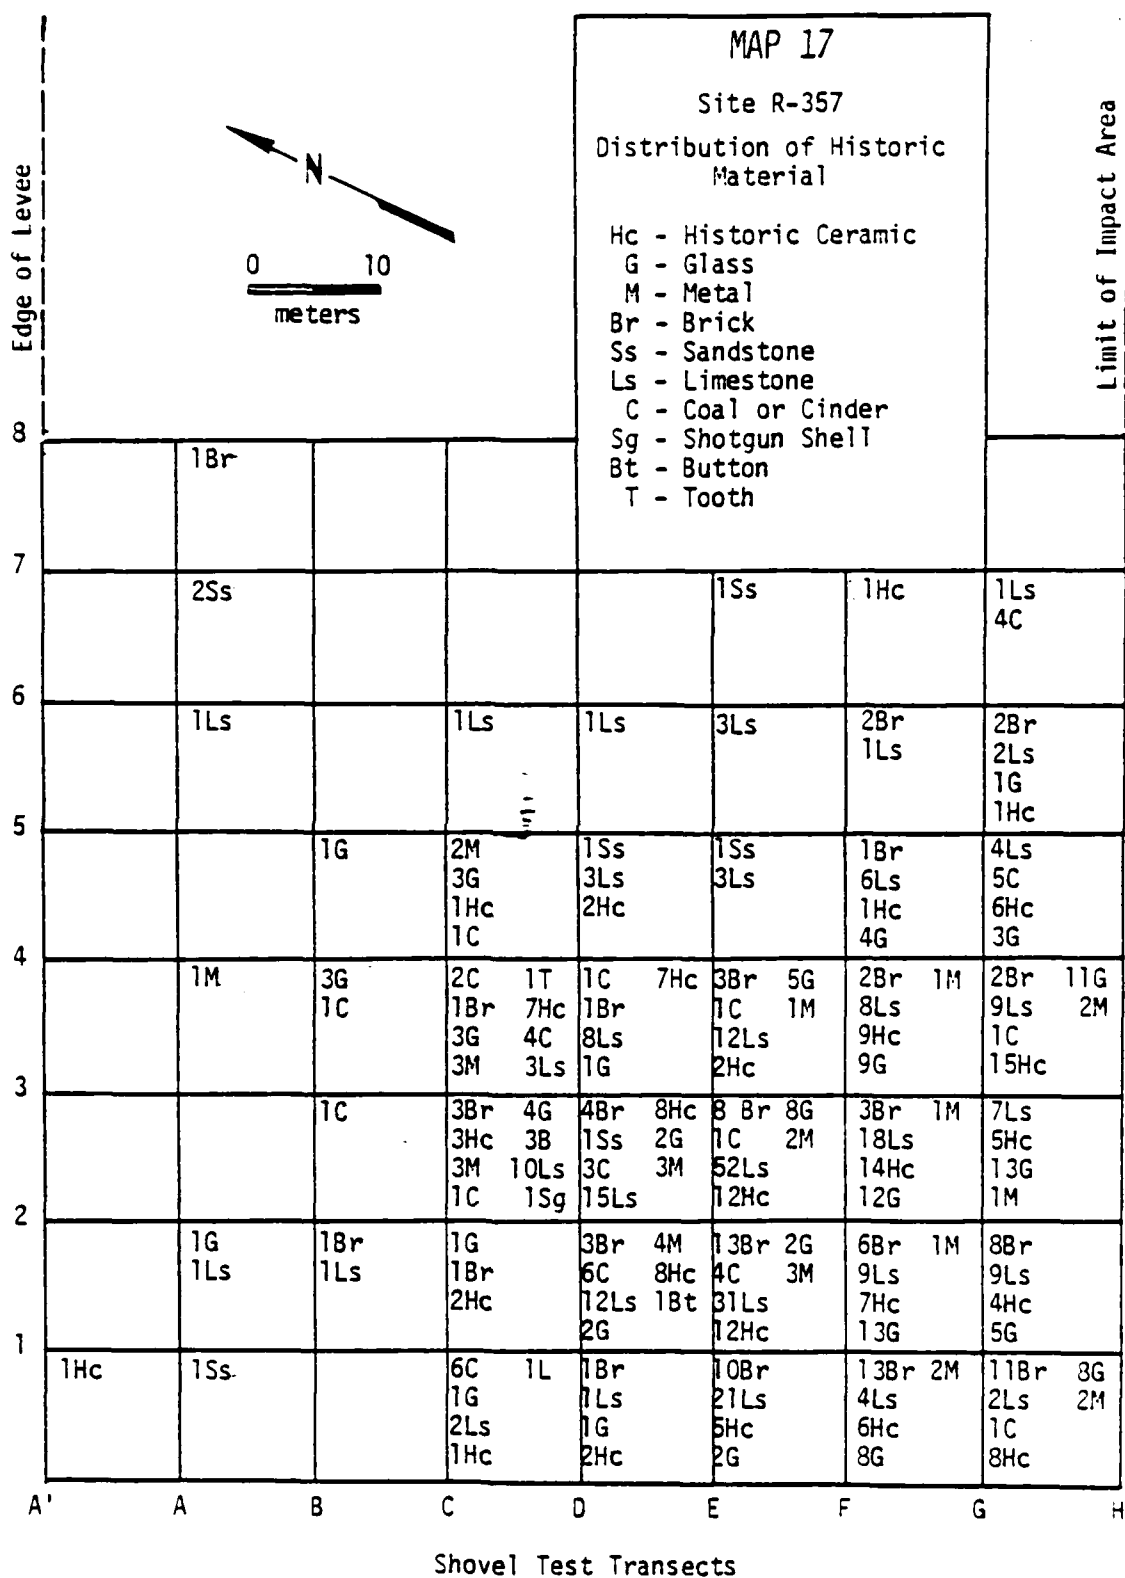 MAP 17
Site R-357
Distribution of Historic
Material
Hc - Historic Ceramic
G - Glass
M - Metal
Br - Brick
Ss - Sandstone
Ls - Limestone
C - Coal or Cinder
Sg - Shotgun Shell
Bt - Button
T - Tooth
Edge of Levee
N
0 10
meters
Limit of Impact Area
8
1Br
7
2Ss 1Ss 1Hc 1Ls
4C
6
1Ls 1Ls 1Ls 3Ls 2Br 2Br
1Ls 2Ls
1G
1Hc
5
1G 2M 1Ss 1Ss 1Br 4Ls
3G 3Ls 3Ls 6Ls 5C
1Hc 2Hc 1Hc 6Hc
1C 4G 3G
4
1M 3G 2C 1T 1C 7Hc 3Br 5G 2Br 1M 2Br 11G
1C 1Br 7Hc 1Br 1C 1M 8Ls 9Ls 2M
3G 4C 8Ls 12Ls 9Hc 1C
3M 3Ls 1G 2Hc 9G 15Hc
3
1C 3Br 4G 4Br 8Hc 8 Br 8G 3Br 1M 7Ls
3Hc 3B 1Ss 2G 1C 2M 18Ls 5Hc
3M 10Ls 3C 3M 52Ls 14Hc 13G
1C 1Sg 15Ls 12Hc 12G 1M
2
1G 1Br 1G 3Br 4M 13Br 2G 6Br 1M 8Br
1Ls 1Ls 1Br 6C 8Hc 4C 3M 9Ls 9Ls
2Hc 12Ls 1Bt 31Ls 7Hc 4Hc
2G 12Hc 13G 5G
1
1Hc 1Ss 6C 1L 1Br 10Br 13Br 2M 11Br 8G
1G 1Ls 21Ls 4Ls 2Ls 2M
2Ls 1G 5Hc 6Hc 1C
1Hc 2Hc 2G 8G 8Hc
A' A B C D E F G H
Shovel Test Transects